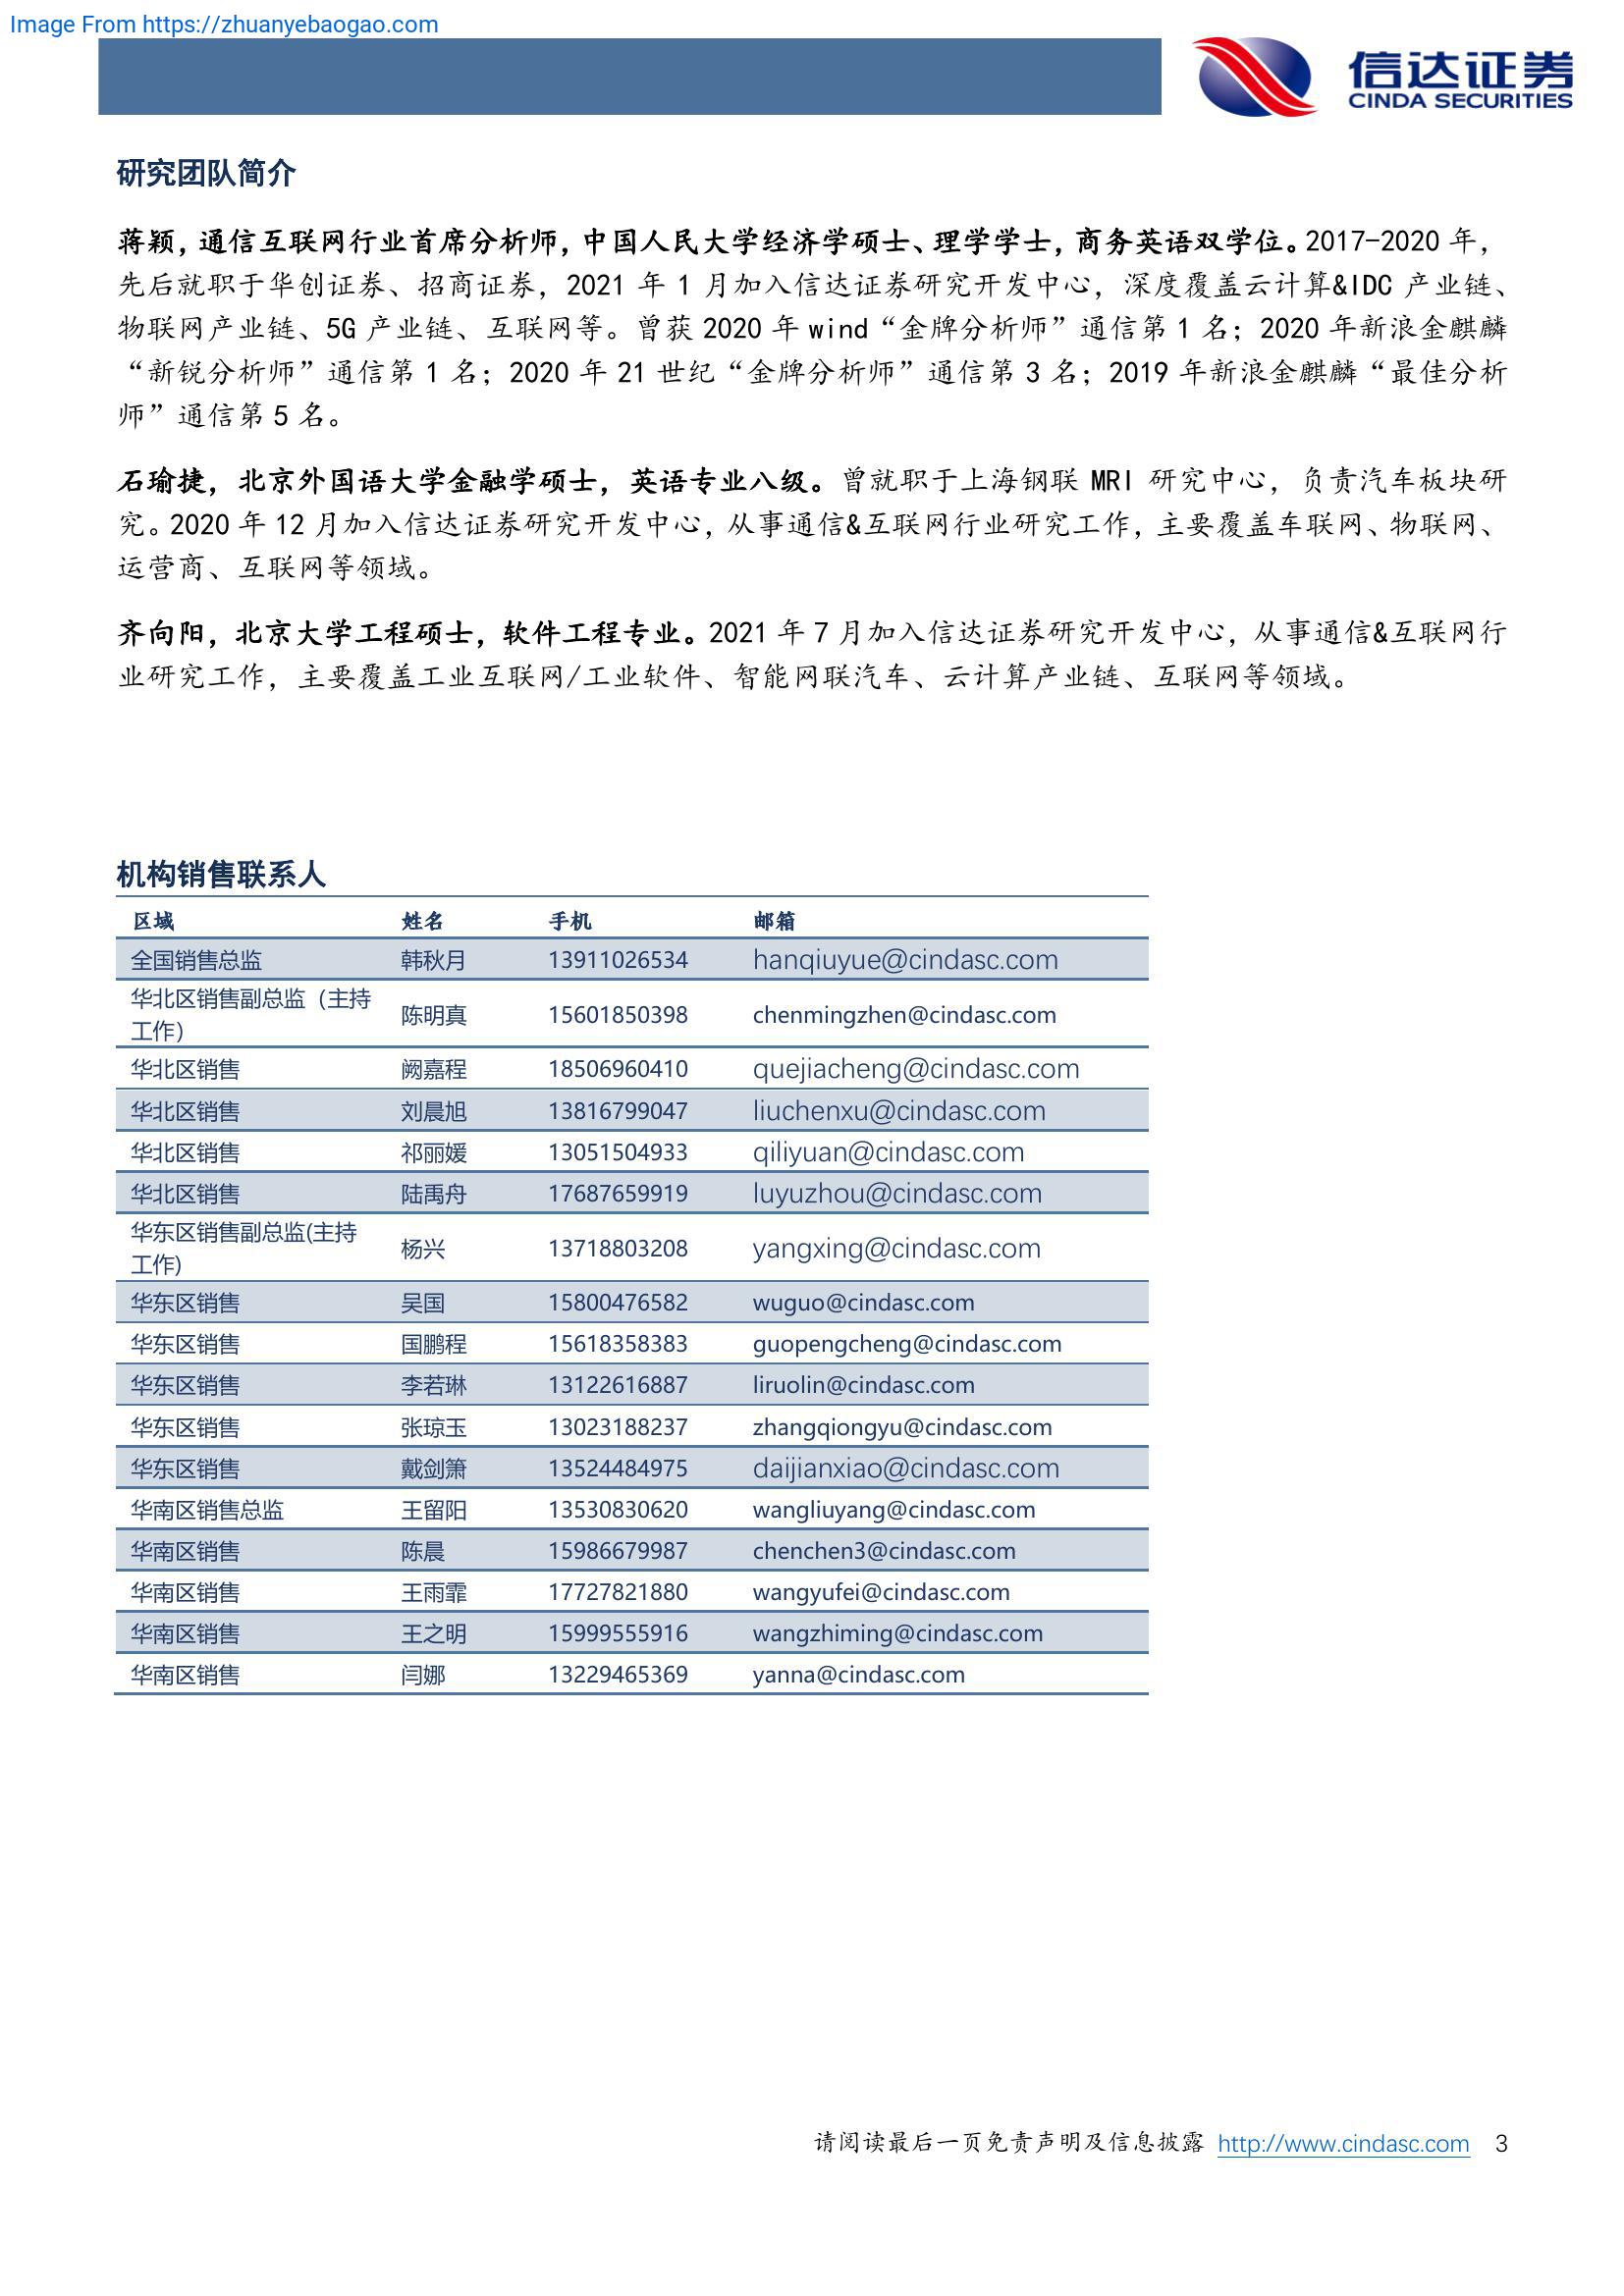 Image From https://zhuanyebaogao.com
信达证券
CINDA SECURITIES
研究团队简介
蒋颖，通信互联网行业首席分析师，中国人民大学经济学硕士、理学学士，商务英语双学位。2017-2020 年，
先后就职于华创证券、招商证券，2021 年 1 月加入信达证券研究开发中心，深度覆盖云计算&IDC 产业链、
物联网产业链、5G 产业链、互联网等。曾获 2020 年 wind“金牌分析师”通信第 1 名；2020 年新浪金麒麟
“新锐分析师”通信第 1 名；2020 年 21 世纪“金牌分析师”通信第 3 名；2019 年新浪金麒麟“最佳分析
师”通信第 5 名。
石瑜捷，北京外国语大学金融学硕士，英语专业八级。曾就职于上海钢联 MRI 研究中心，负责汽车板块研
究。2020 年 12 月加入信达证券研究开发中心，从事通信&互联网行业研究工作，主要覆盖车联网、物联网、
运营商、互联网等领域。
齐向阳，北京大学工程硕士，软件工程专业。2021 年 7 月加入信达证券研究开发中心，从事通信&互联网行
业研究工作，主要覆盖工业互联网/工业软件、智能网联汽车、云计算产业链、互联网等领域。
机构销售联系人
区域 姓名 手机 邮箱
全国销售总监 韩秋月 13911026534 hanqiuyue@cindasc.com
华北区销售副总监（主持
工作） 陈明真 15601850398 chenmingzhen@cindasc.com
华北区销售 阙嘉程 18506960410 quejiacheng@cindasc.com
华北区销售 刘晨旭 13816799047 liuchenxu@cindasc.com
华北区销售 祁丽媛 13051504933 qiliyuan@cindasc.com
华北区销售 陆禹舟 17687659919 luyuzhou@cindasc.com
华东区销售副总监(主持
工作) 杨兴 13718803208 yangxing@cindasc.com
华东区销售 吴国 15800476582 wuguo@cindasc.com
华东区销售 国鹏程 15618358383 guopengcheng@cindasc.com
华东区销售 李若琳 13122616887 liruolin@cindasc.com
华东区销售 张琼玉 13023188237 zhangqiongyu@cindasc.com
华东区销售 戴剑箫 13524484975 daijianxiao@cindasc.com
华南区销售总监 王留阳 13530830620 wangliuyang@cindasc.com
华南区销售 陈晨 15986679987 chenchen3@cindasc.com
华南区销售 王雨霏 17727821880 wangyufei@cindasc.com
华南区销售 王之明 15999555916 wangzhiming@cindasc.com
华南区销售 闫娜 13229465369 yanna@cindasc.com
请阅读最后一页免责声明及信息披露 http://www.cindasc.com 3